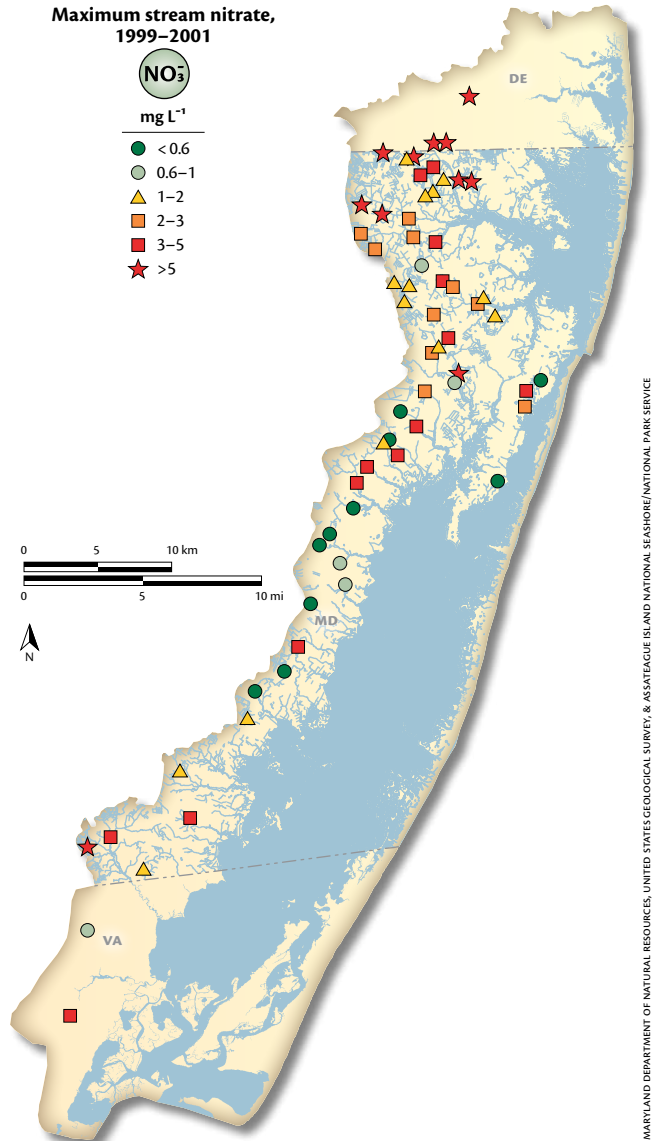 Maximum stream nitrate,
1999–2001
NO₃⁻
mg L⁻¹
< 0.6
0.6–1
1–2
2–3
3–5
>5
DE
0 5 10 km
0 5 10 mi
N
MD
VA
MARYLAND DEPARTMENT OF NATURAL RESOURCES, UNITED STATES GEOLOGICAL SURVEY, & ASSATEAGUE ISLAND NATIONAL SEASHORE/NATIONAL PARK SERVICE